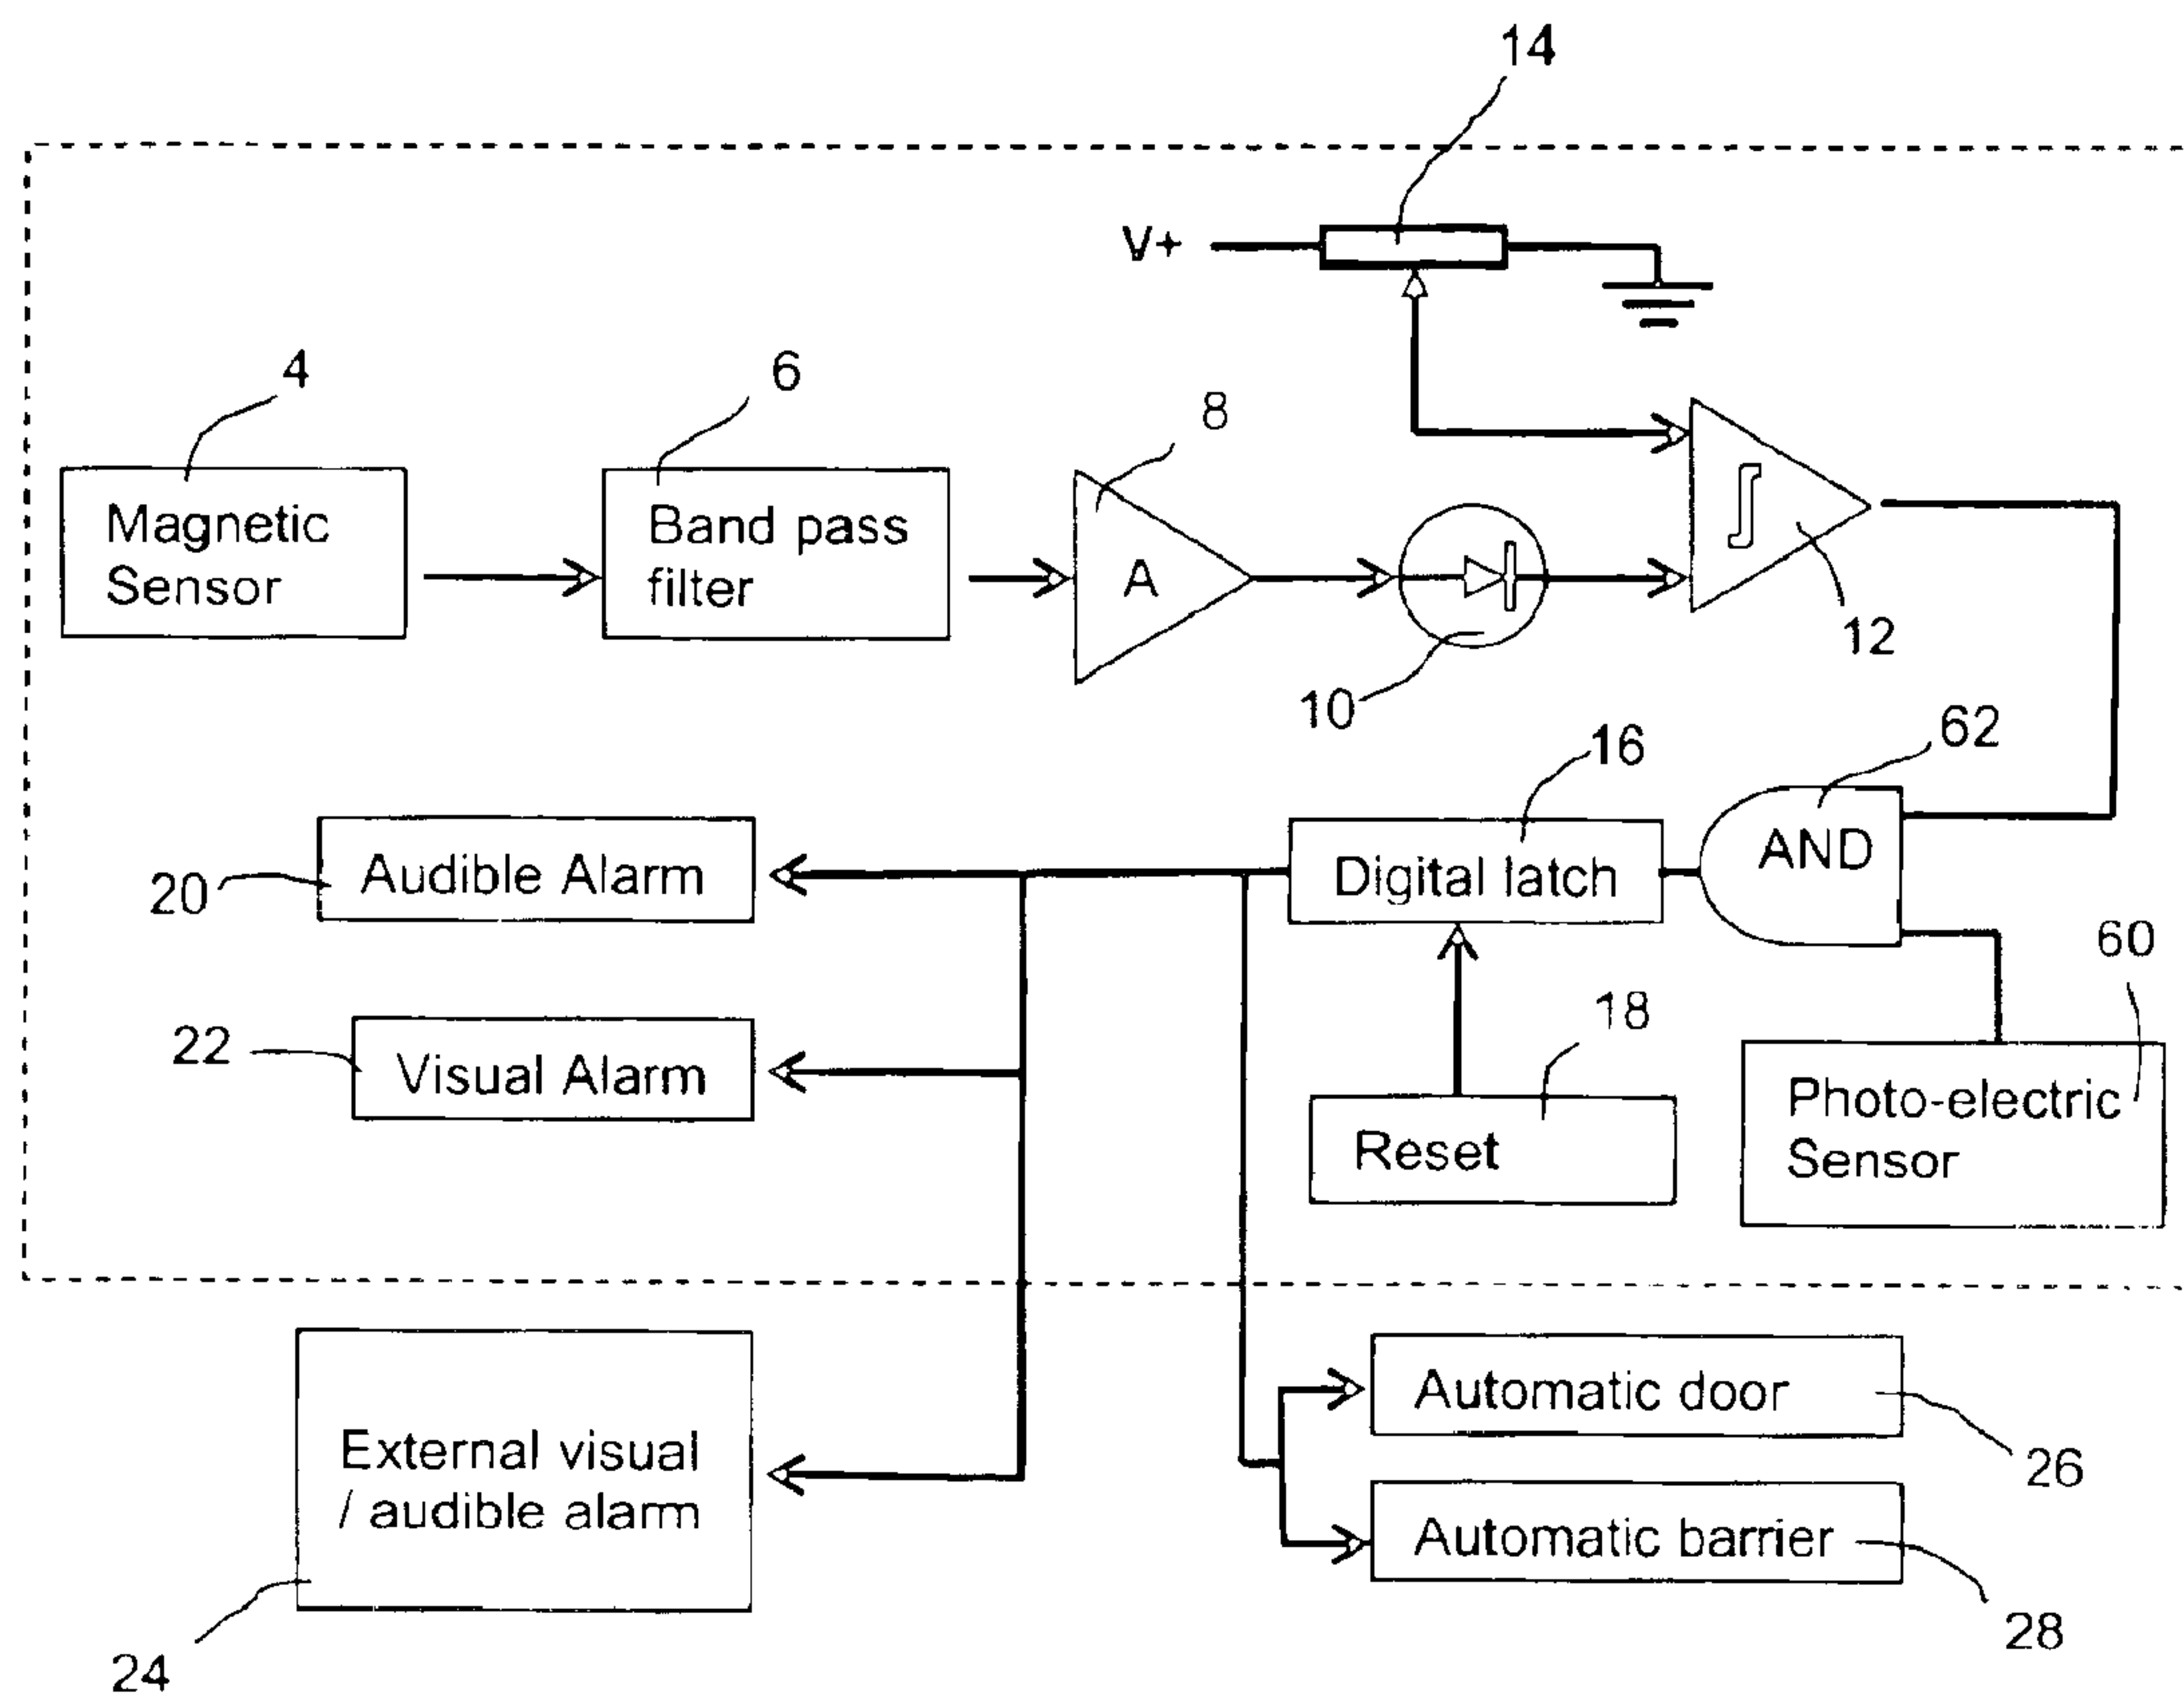 14
V+
4
6
8
Magnetic
Sensor
Band pass
filter
A
12
10
62
16
AND
Audible Alarm
20
Digital latch
60
18
22
Visual Alarm
Photo-electric
Sensor
Reset
Automatic door
26
External visual
/ audible alarm
Automatic barrier
28
24